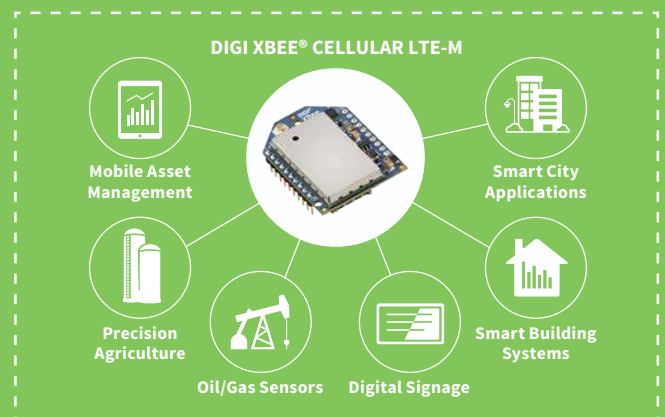 DIGI XBEE® CELLULAR LTE-M
Mobile Asset
Management
Smart City
Applications
Precision
Agriculture
Smart Building
Systems
Oil/Gas Sensors
Digital Signage